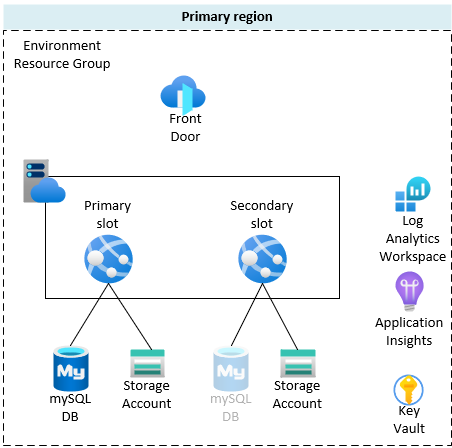 Primary region
Environment
Resource Group
Front
Door
Primary
slot
Secondary
slot
Log
Analytics
Workspace
Application
Insights
My
mySQL
DB
Storage
Account
My
mySQL
DB
Storage
Account
Key
Vault